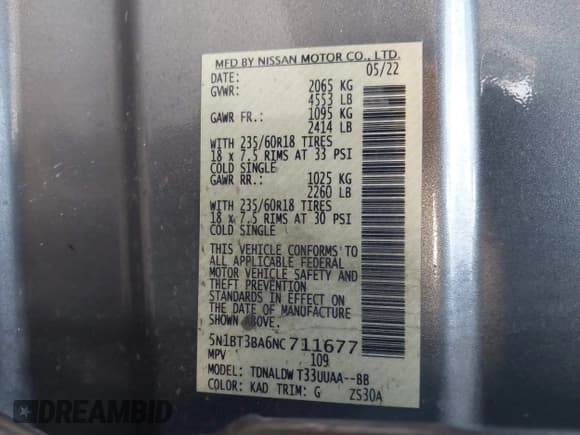 MFD BY NISSAN MOTOR CO., LTD.
DATE: 05/22
GVWR: 2065 KG
4553 LB
GAWR FR.: 1095 KG
2414 LB
WITH 235/60R18 TIRES
18 x 7.5 RIMS AT 33 PSI
COLD SINGLE
GAWR RR.: 1025 KG
2260 LB
WITH 235/60R18 TIRES
18 x 7.5 RIMS AT 30 PSI
COLD SINGLE
THIS VEHICLE CONFORMS TO
ALL APPLICABLE FEDERAL
MOTOR VEHICLE SAFETY AND
THEFT PREVENTION
STANDARDS IN EFFECT ON
THE DATE OF MANUFACTURE
SHOWN ABOVE.
5N1BT3BA6NC711677
MPV 109
MODEL: TDNALDWT33UUAA--BB
COLOR: KAD TRIM: G ZS30A
DREAMBID